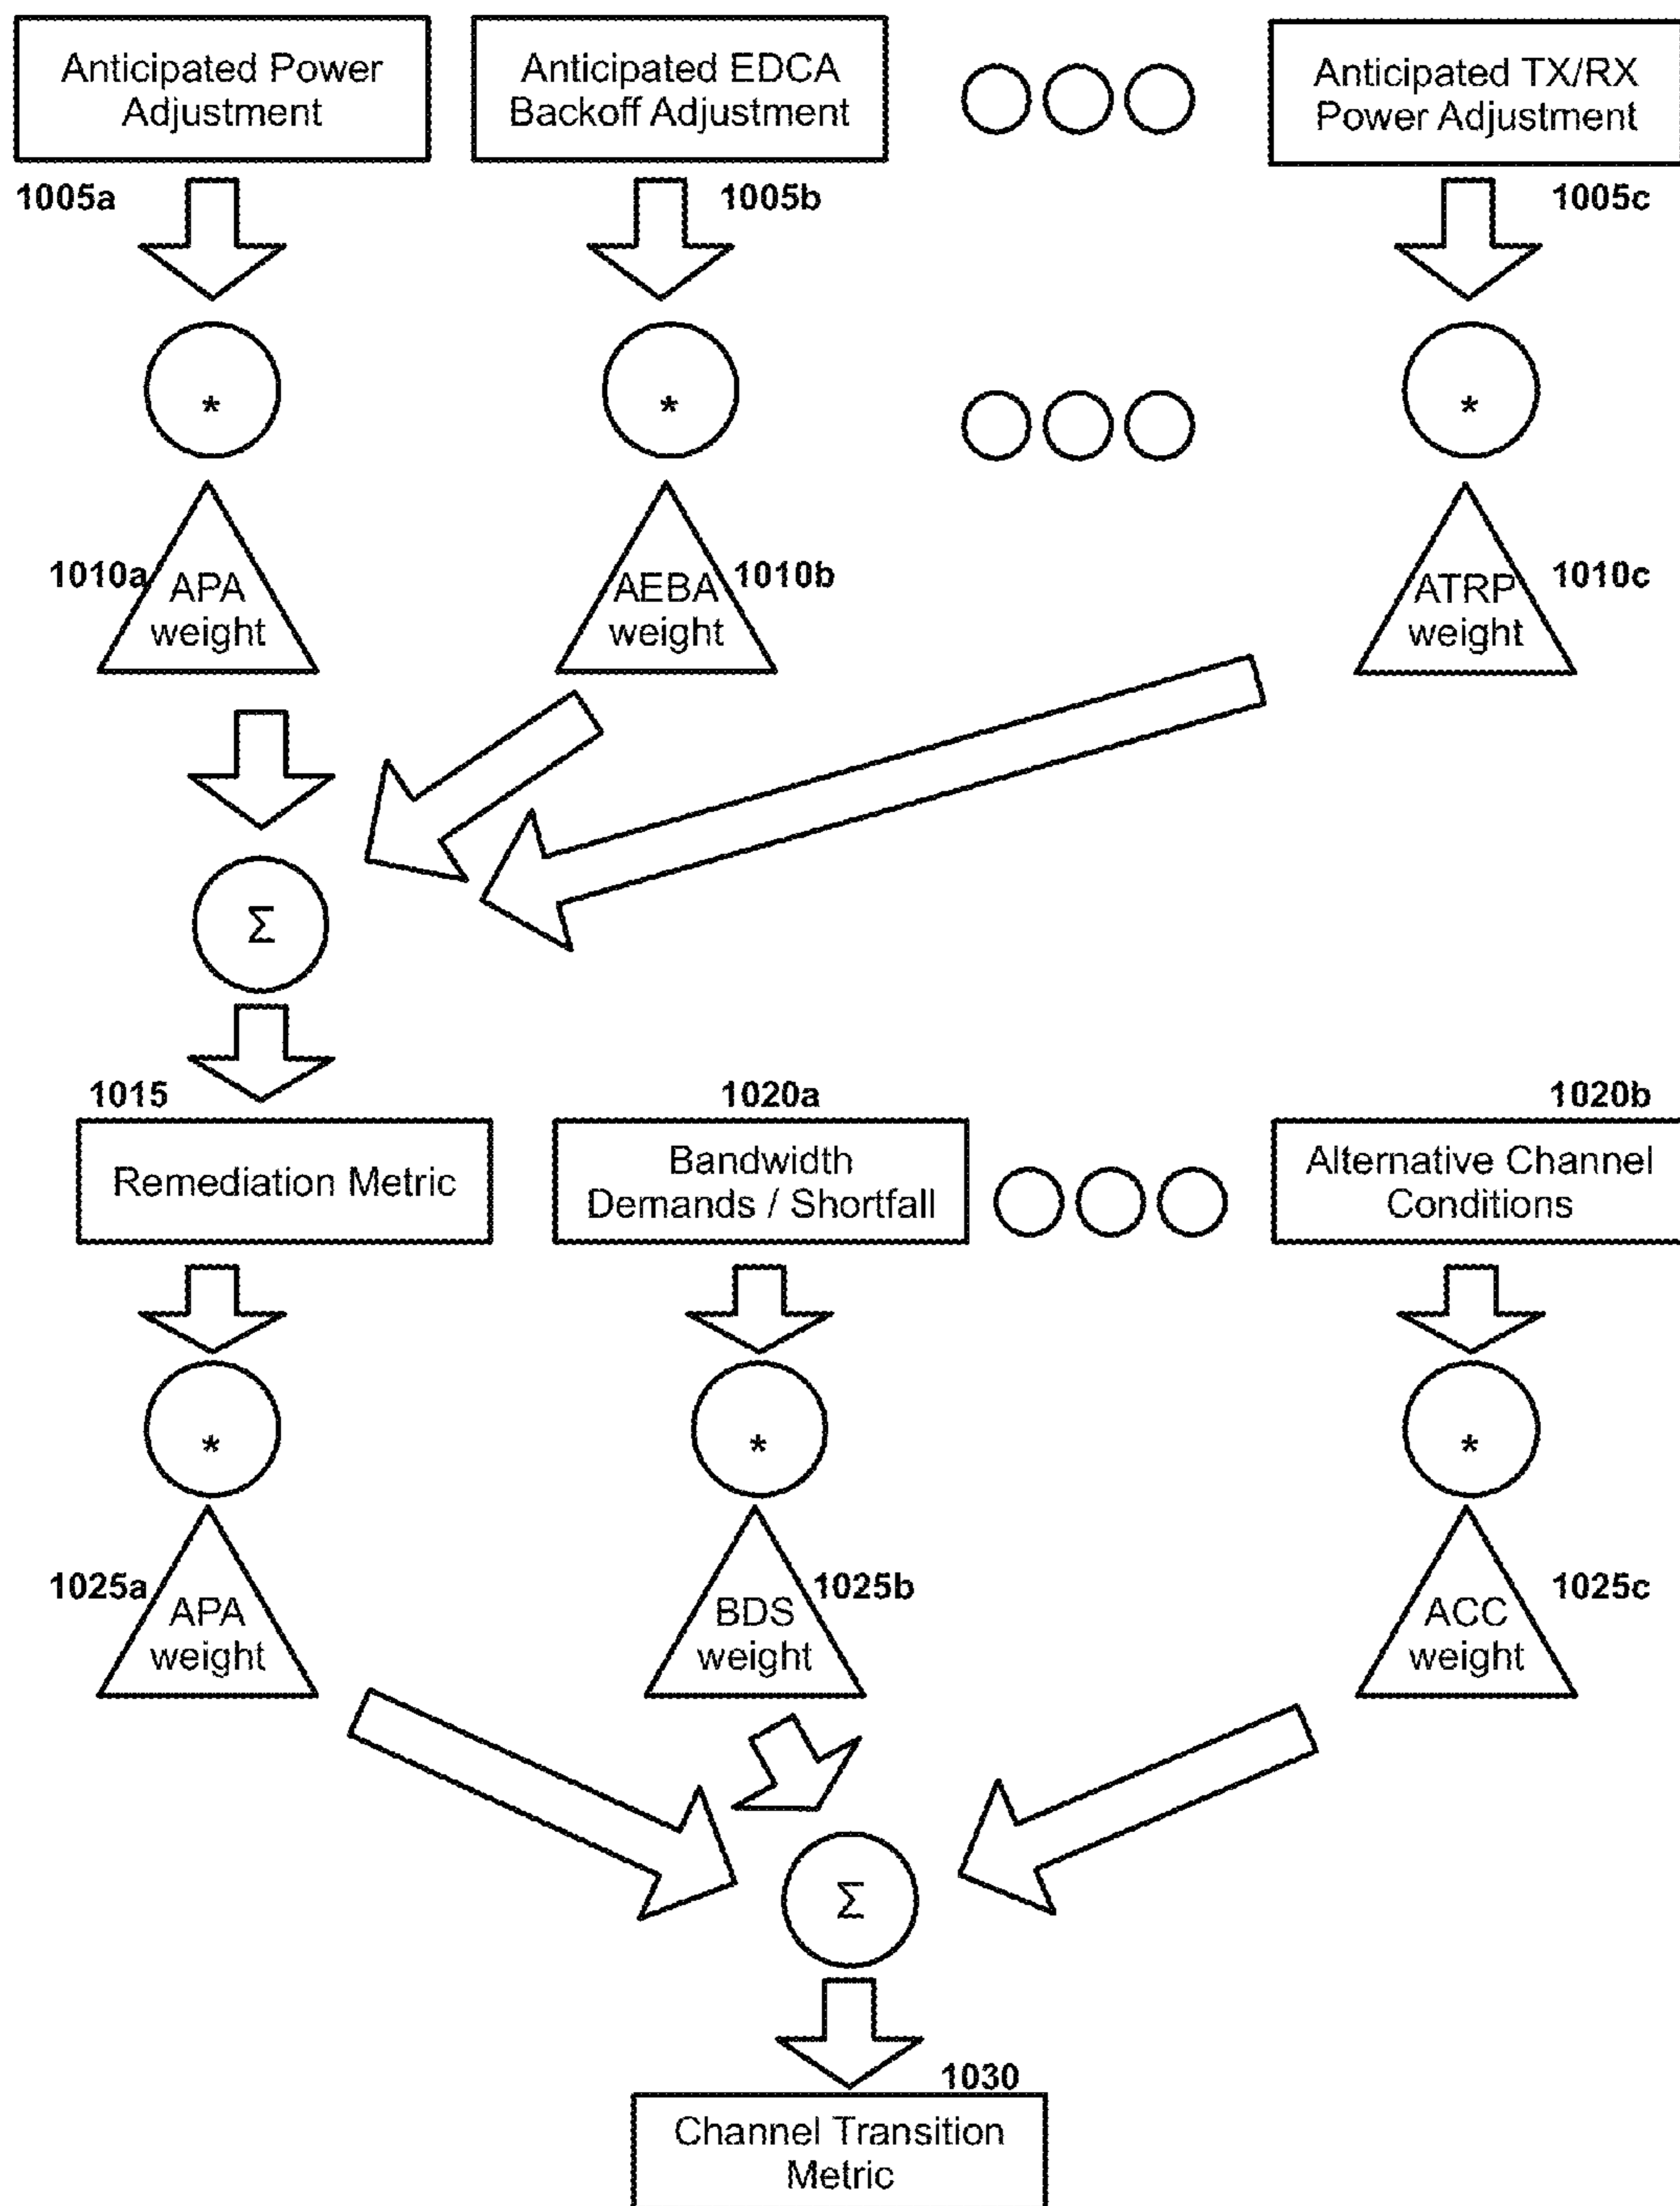 Anticipated Power
Adjustment
Anticipated EDCA
Backoff Adjustment
Anticipated TX/RX
Power Adjustment
1005a
1005b
1005c
*
*
*
1010a
APA
weight
1010b
AEBA
weight
1010c
ATRP
weight
Σ
1015
Remediation Metric
1020a
Bandwidth
Demands / Shortfall
1020b
Alternative Channel
Conditions
*
*
*
1025a
APA
weight
1025b
BDS
weight
1025c
ACC
weight
Σ
1030
Channel Transition
Metric